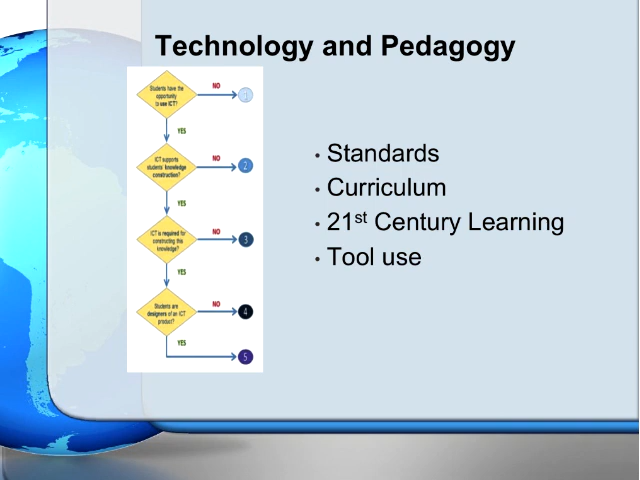 Technology and Pedagogy
Students have the
opportunity
to use ICT?
NO
1
YES
ICT supports
students' knowledge
construction?
NO
2
YES
ICT is required for
constructing this
knowledge?
NO
3
YES
Students are
designers of an ICT
product?
NO
4
YES
5
• Standards
• Curriculum
• 21st Century Learning
• Tool use